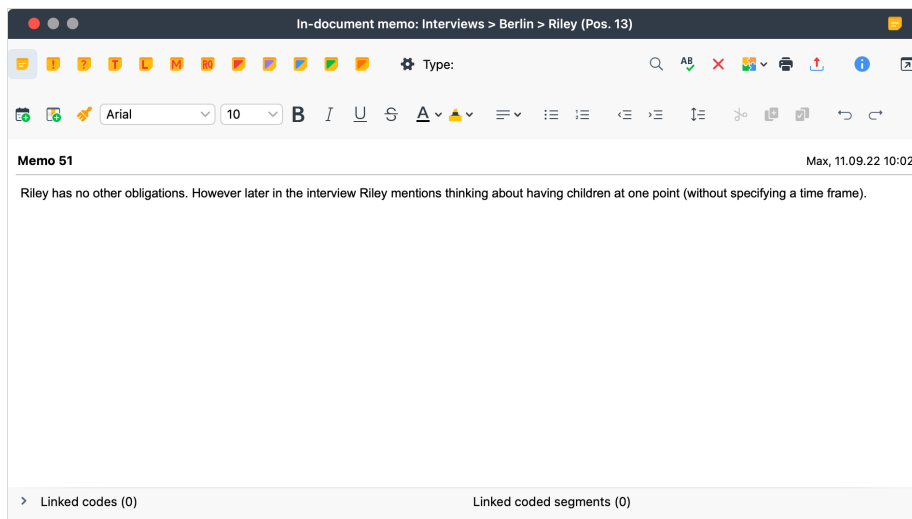 In-document memo: Interviews > Berlin > Riley (Pos. 13)
! ? T L M RQ Type: AB
Arial 10 B I U S A
Memo 51 Max, 11.09.22 10:02
Riley has no other obligations. However later in the interview Riley mentions thinking about having children at one point (without specifying a time frame).
Linked codes (0) Linked coded segments (0)